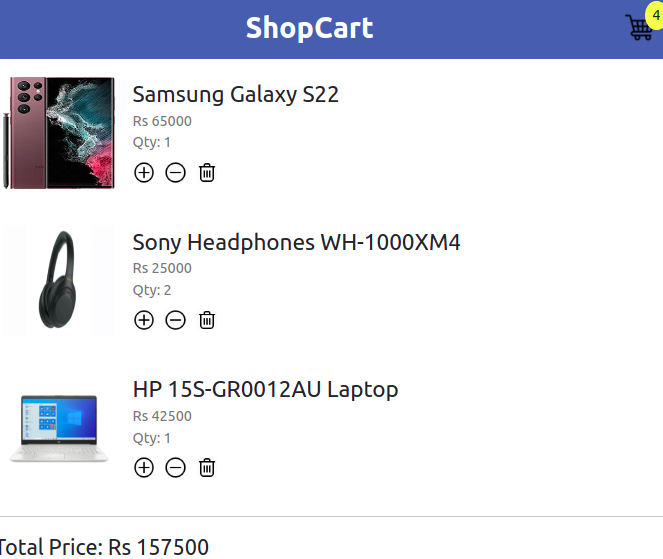 ShopCart
4
Samsung Galaxy S22
Rs 65000
Qty: 1
Sony Headphones WH-1000XM4
Rs 25000
Qty: 2
HP 15S-GR0012AU Laptop
Rs 42500
Qty: 1
Total Price: Rs 157500